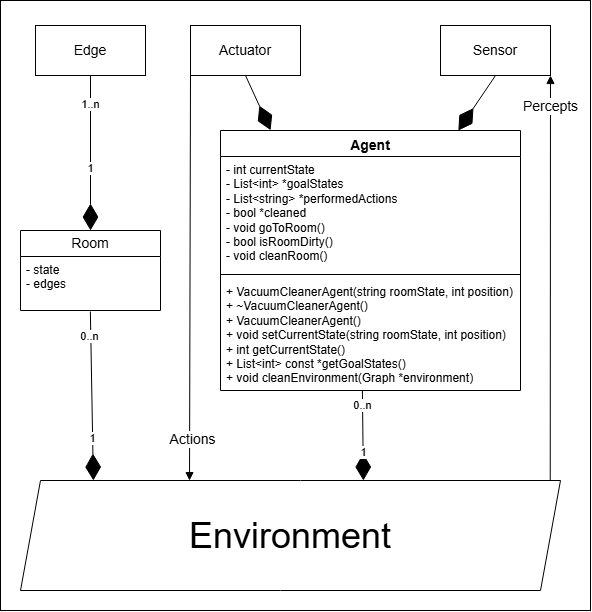 Edge
Actuator
Sensor
1..n
Percepts
Agent
- int currentState
- List<int> *goalStates
- List<string> *performedActions
- bool *cleaned
- void goToRoom()
- bool isRoomDirty()
- void cleanRoom()
1
Room
- state
- edges
+ VacuumCleanerAgent(string roomState, int position)
+ ~VacuumCleanerAgent()
+ VacuumCleanerAgent()
+ void setCurrentState(string roomState, int position)
+ int getCurrentState()
+ List<int> const *getGoalStates()
+ void cleanEnvironment(Graph *environment)
0..n
0..n
1
Actions
1
Environment